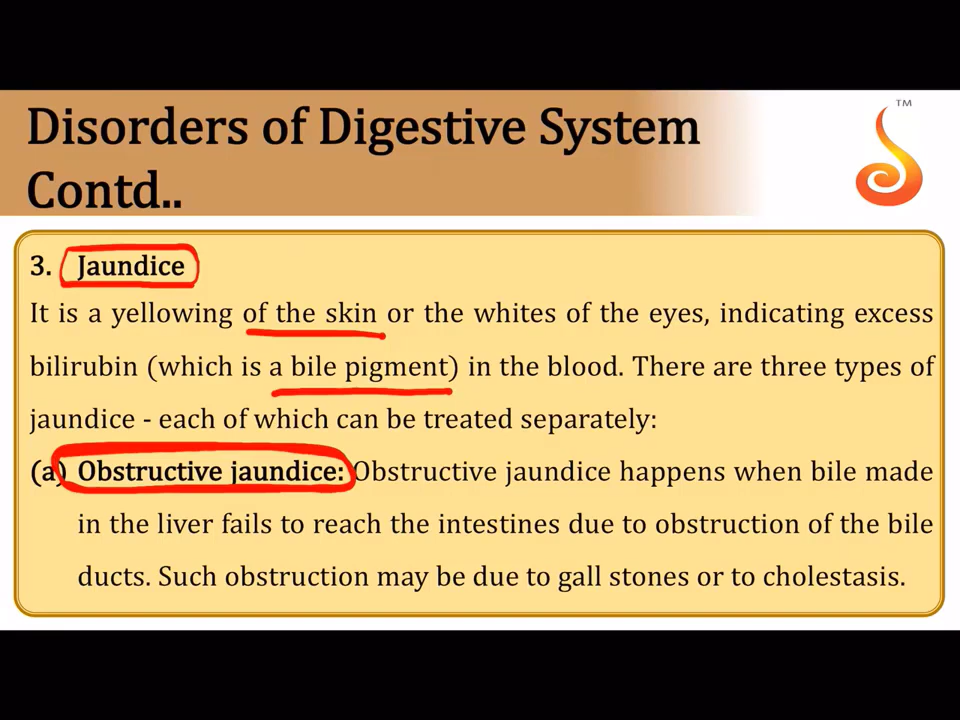 Disorders of Digestive System
TM
Contd..
3. Jaundice
It is a yellowing of the skin or the whites of the eyes, indicating excess
bilirubin (which is a bile pigment) in the blood. There are three types of
jaundice - each of which can be treated separately:
(a) Obstructive jaundice: Obstructive jaundice happens when bile made
in the liver fails to reach the intestines due to obstruction of the bile
ducts. Such obstruction may be due to gall stones or to cholestasis.